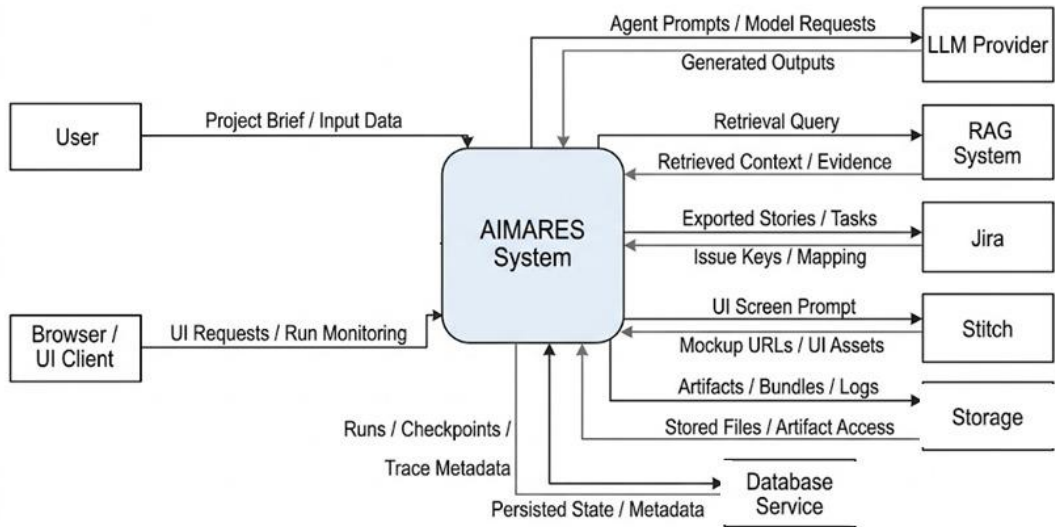 Agent Prompts / Model Requests
LLM Provider
Generated Outputs
User
Project Brief / Input Data
Retrieval Query
RAG
System
Retrieved Context / Evidence
AIMARES
System
Exported Stories / Tasks
Jira
Issue Keys / Mapping
UI Screen Prompt
Stitch
Mockup URLs / UI Assets
Browser /
UI Client
UI Requests / Run Monitoring
Artifacts / Bundles / Logs
Storage
Stored Files / Artifact Access
Runs / Checkpoints /
Trace Metadata
Database
Service
Persisted State / Metadata